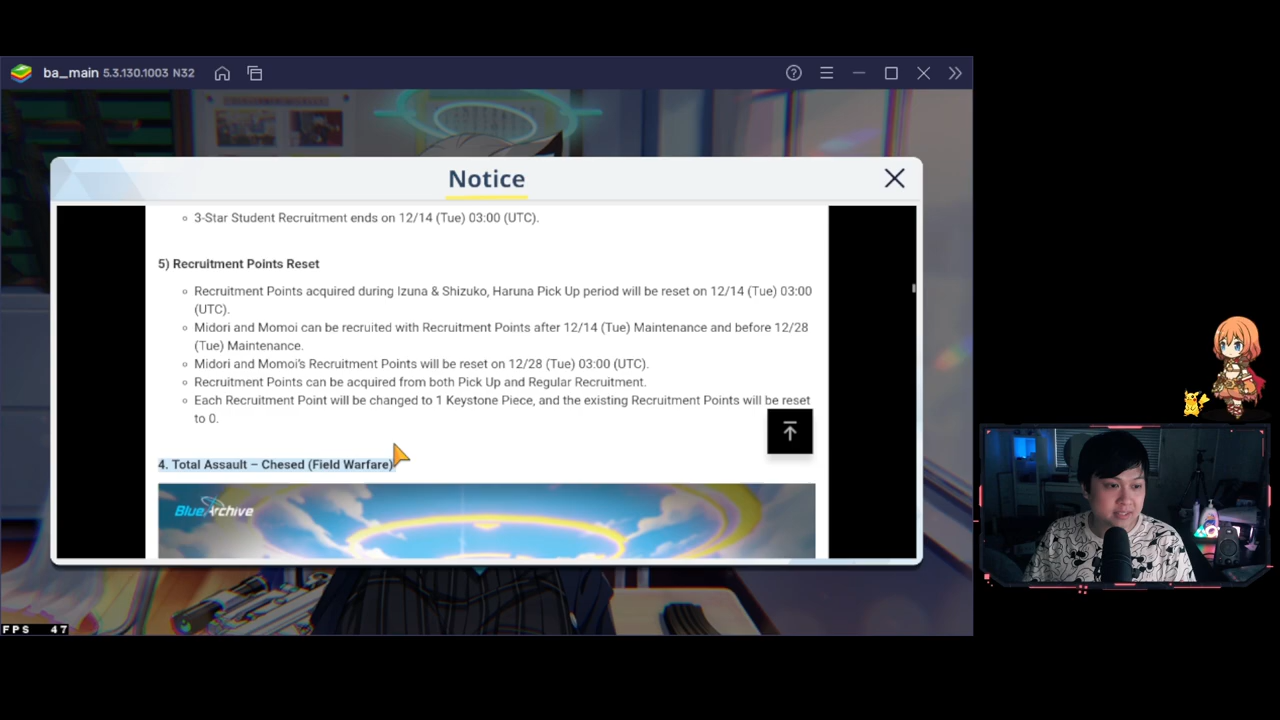 ba_main 5.3.130.1003 N32
Notice
3-Star Student Recruitment ends on 12/14 (Tue) 03:00 (UTC).
5) Recruitment Points Reset
Recruitment Points acquired during Izuna & Shizuko, Haruna Pick Up period will be reset on 12/14 (Tue) 03:00
(UTC).
Midori and Momoi can be recruited with Recruitment Points after 12/14 (Tue) Maintenance and before 12/28
(Tue) Maintenance.
Midori and Momoi's Recruitment Points will be reset on 12/28 (Tue) 03:00 (UTC).
Recruitment Points can be acquired from both Pick Up and Regular Recruitment.
Each Recruitment Point will be changed to 1 Keystone Piece, and the existing Recruitment Points will be reset
to 0.
4. Total Assault – Chesed (Field Warfare)
Blue Archive
FPS 47